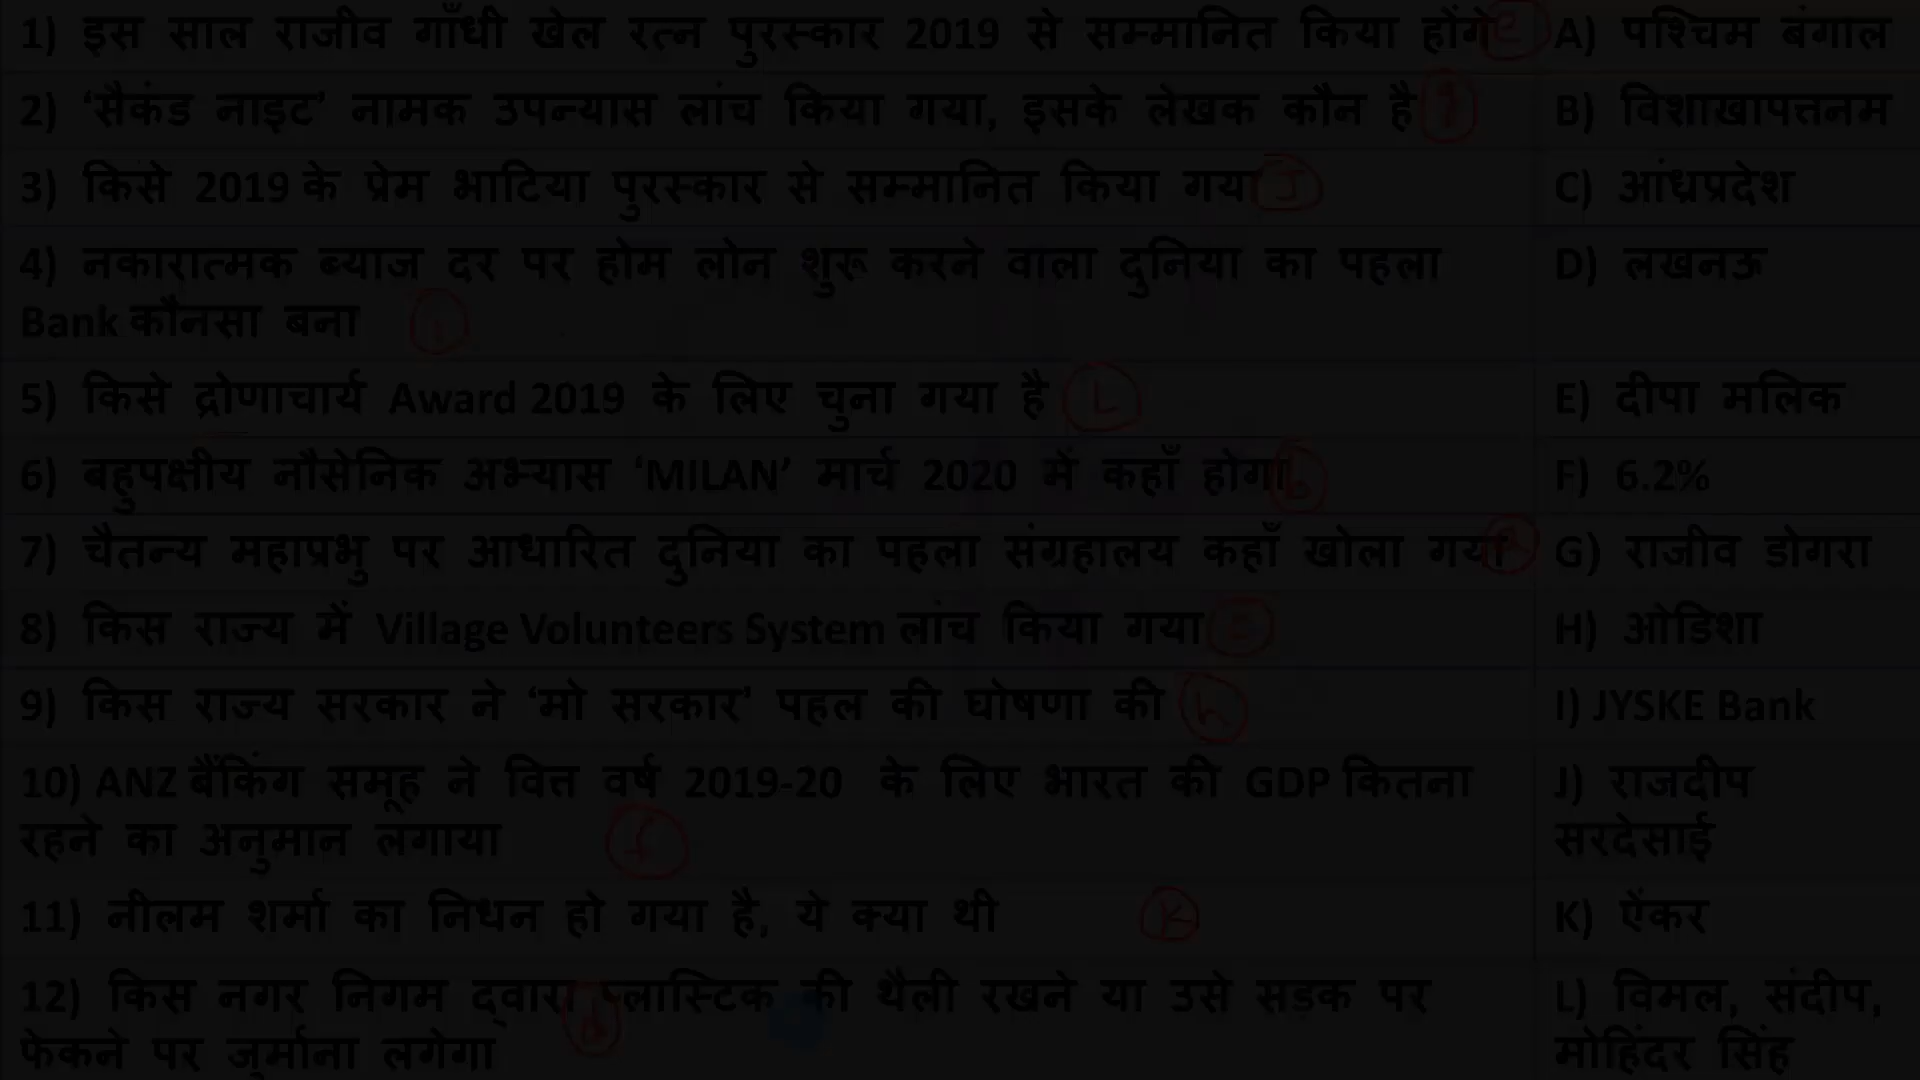 1) इस साल राजीव गाँधी खेल रत्न पुरस्कार 2019 से सम्मानित किया होंगे E A) पश्चिम बंगाल
2) ‘सैकंड नाइट’ नामक उपन्यास लांच किया गया, इसके लेखक कौन है B) विशाखापत्तनम
3) किसे 2019 के प्रेम भाटिया पुरस्कार से सम्मानित किया गया J C) आंध्रप्रदेश
4) नकारात्मक ब्याज दर पर होम लोन शुरू करने वाला दुनिया का पहला D) लखनऊ
Bank कौनसा बना i
5) किसे द्रोणाचार्य Award 2019 के लिए चुना गया है L E) दीपा मलिक
6) बहुपक्षीय नौसेनिक अभ्यास ‘MILAN’ मार्च 2020 में कहाँ होगा b F) 6.2%
7) चैतन्य महाप्रभु पर आधारित दुनिया का पहला संग्रहालय कहाँ खोला गया A G) राजीव डोगरा
8) किस राज्य में Village Volunteers System लांच किया गया C H) ओडिशा
9) किस राज्य सरकार ने ‘मो सरकार’ पहल की घोषणा की h I) JYSKE Bank
10) ANZ बैंकिंग समूह ने वित्त वर्ष 2019-20 के लिए भारत की GDP कितना J) राजदीप
रहने का अनुमान लगाया f सरदेसाई
11) नीलम शर्मा का निधन हो गया है, ये क्या थी K K) ऐंकर
12) किस नगर निगम द्वारा प्लास्टिक की थैली रखने या उसे सडक पर L) विमल, संदीप,
फेकने पर जुर्माना लगेगा d मोहिंदर सिंह